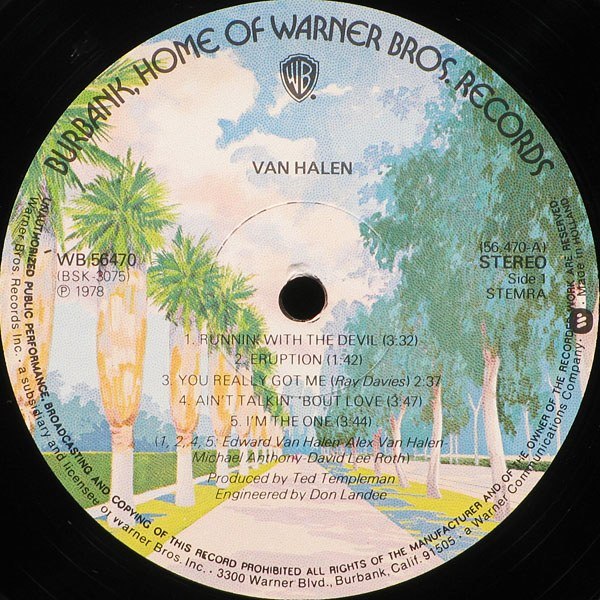 BURBANK, HOME OF WARNER BROS. RECORDS
WB
VAN HALEN
WB 56470
(BSK-3075)
℗ 1978
(56.470-A)
STEREO
Side 1
STEMRA
1. RUNNIN' WITH THE DEVIL (3:32)
2. ERUPTION (1:42)
3. YOU REALLY GOT ME (Ray Davies) 2:37
4. AIN'T TALKIN' 'BOUT LOVE (3:47)
5. I'M THE ONE (3:44)
(1, 2, 4, 5: Edward Van Halen-Alex Van Halen-
Michael Anthony-David Lee Roth)
Produced by Ted Templeman
Engineered by Don Landee
UNAUTHORIZED PUBLIC PERFORMANCE, BROADCASTING AND COPYING OF THIS RECORD PROHIBITED ALL RIGHTS OF THE MANUFACTURER AND OF THE OWNER OF THE RECORDED WORK ARE RESERVED
Warner Bros. Records Inc. · a subsidiary and licensee of Warner Bros. Inc. · 3300 Warner Blvd., Burbank, Calif. 91505 · a Warner Communications Company. Made in Holland